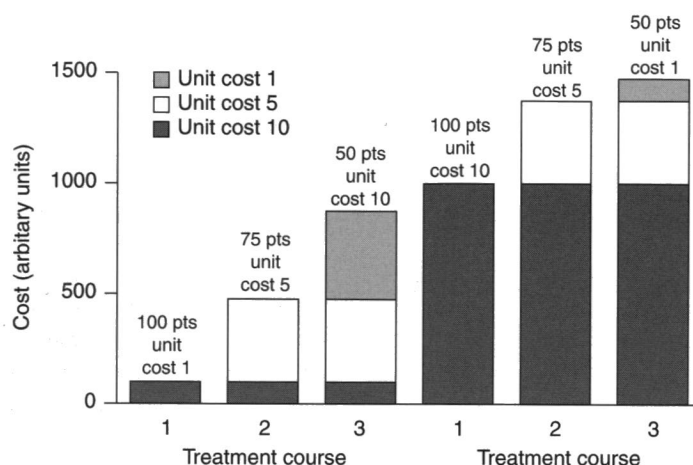 Cost (arbitary units)
1500
1000
500
0
Unit cost 1
Unit cost 5
Unit cost 10
100 pts
unit
cost 1
75 pts
unit
cost 5
50 pts
unit
cost 10
100 pts
unit
cost 10
75 pts
unit
cost 5
50 pts
unit
cost 1
1
2
3
1
2
3
Treatment course
Treatment course